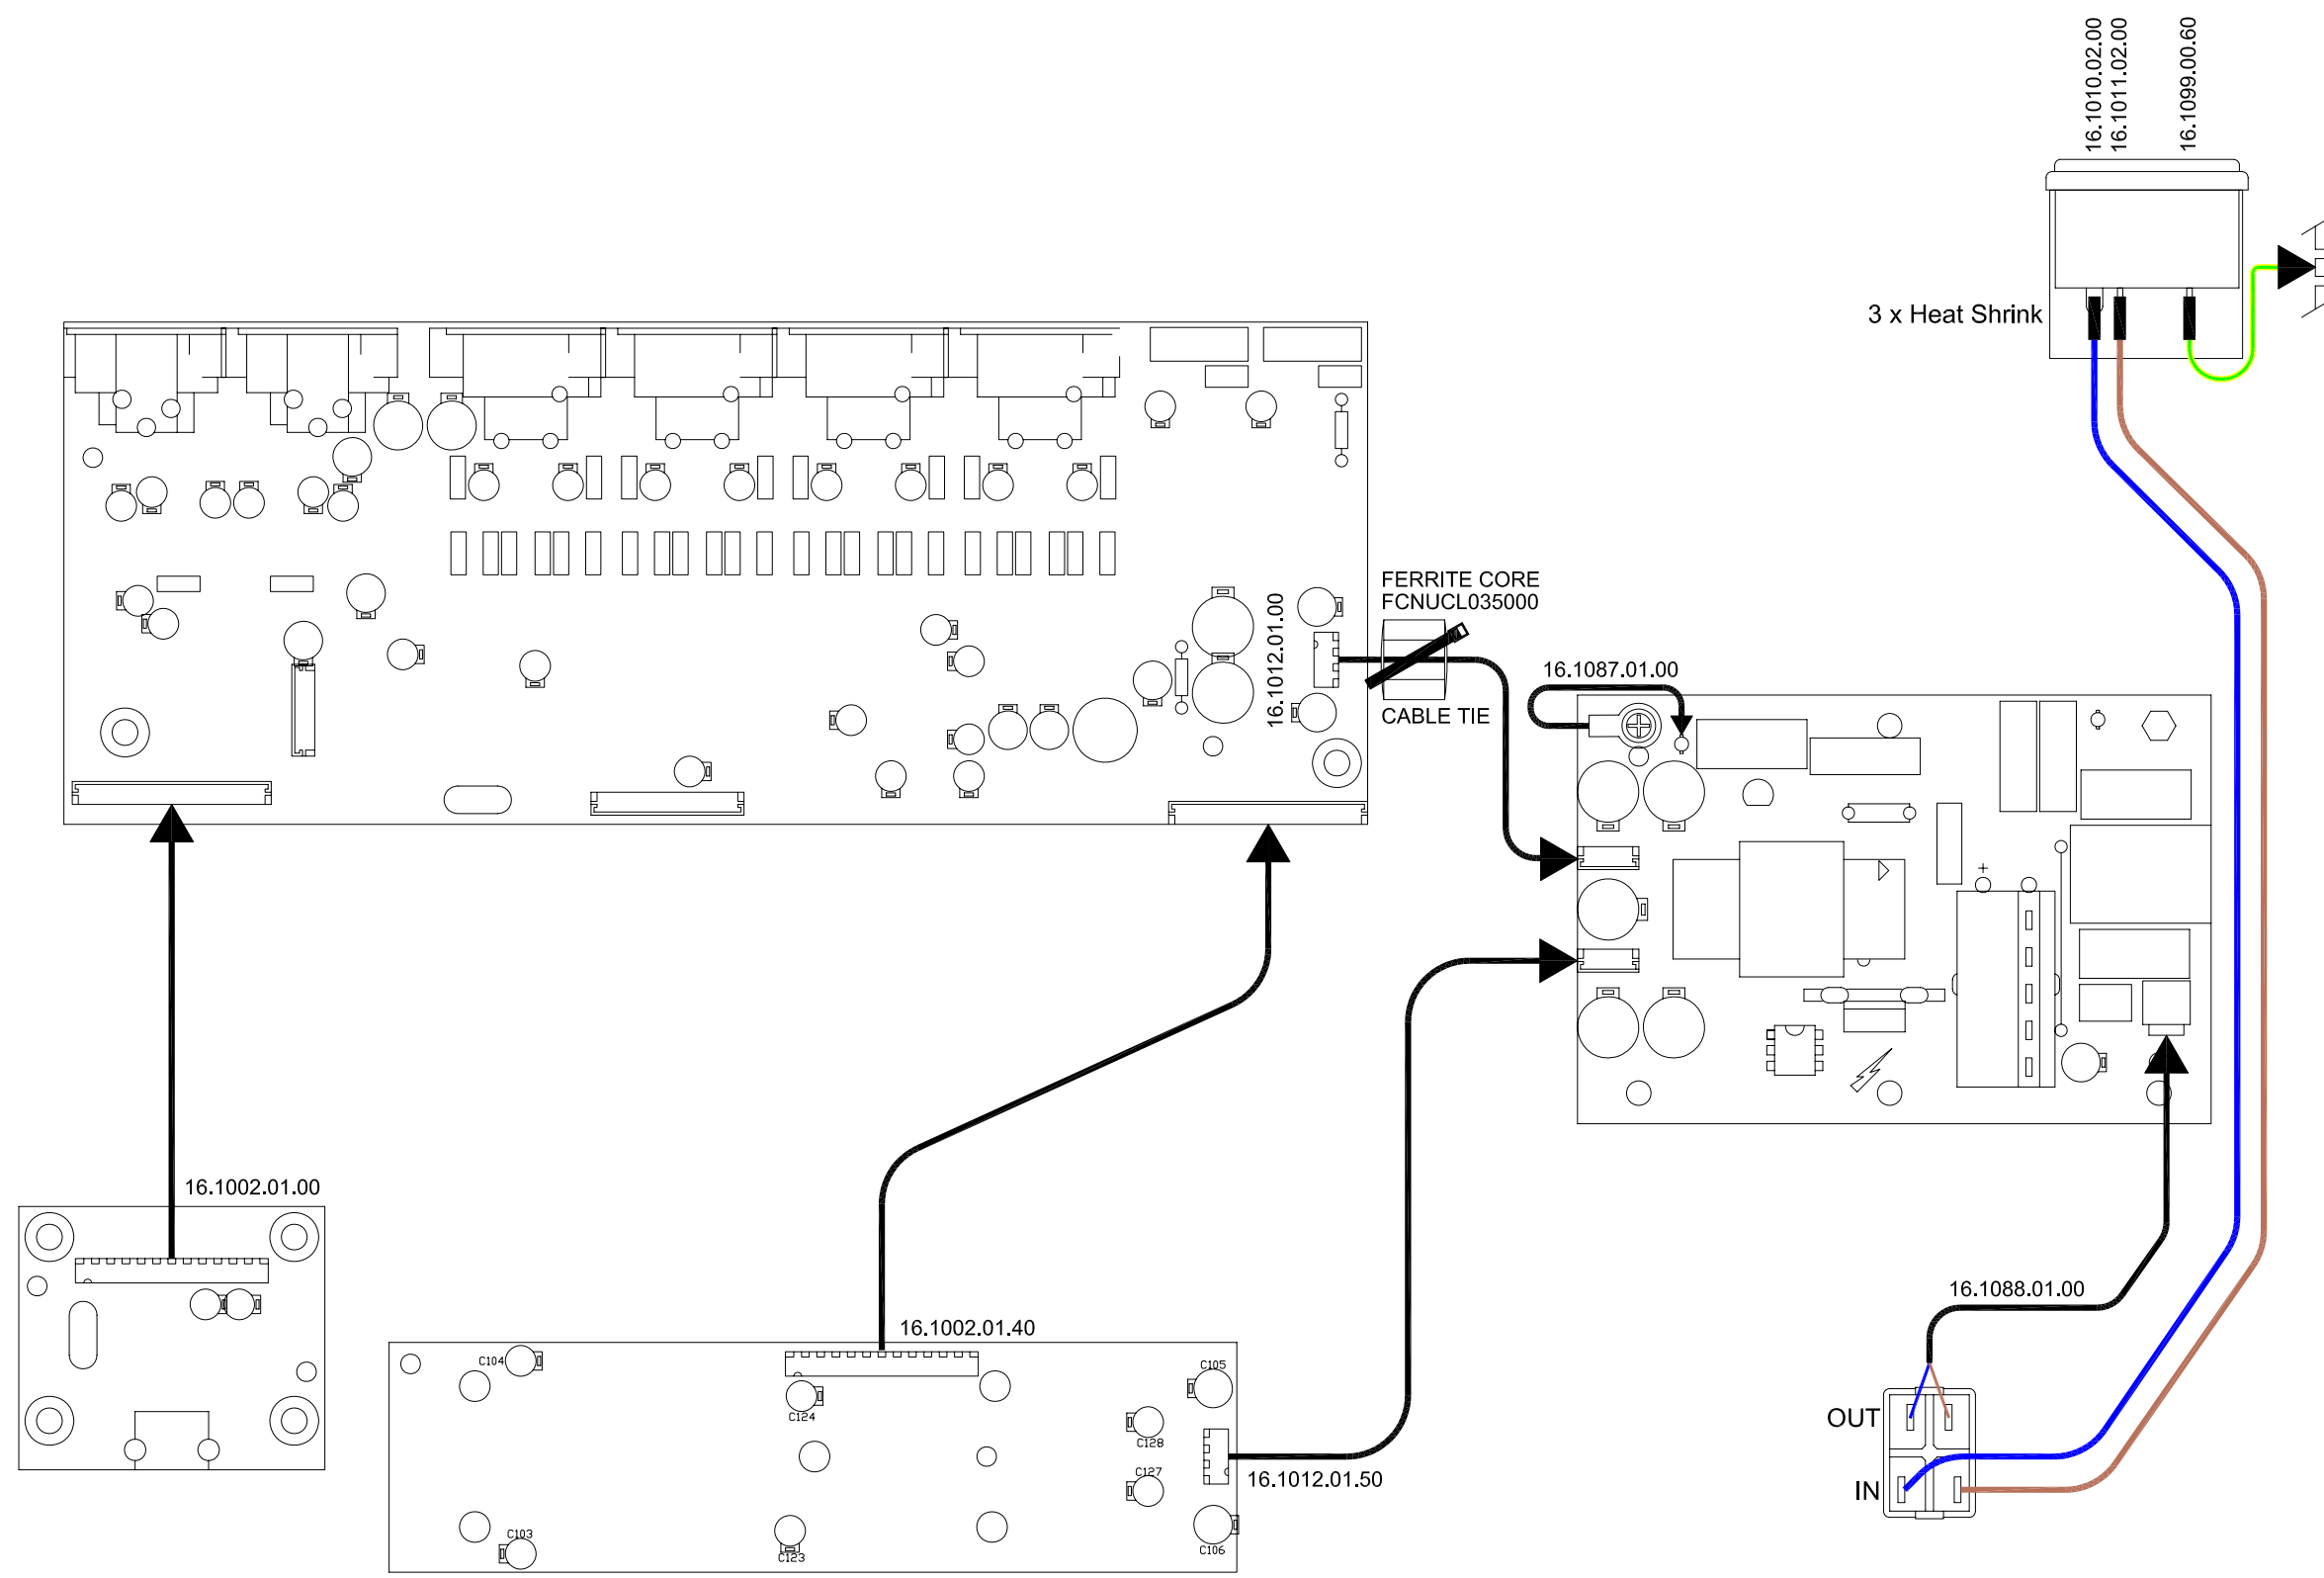 16.1010.02.00
16.1011.02.00
16.1099.00.60
3 x Heat Shrink
FERRITE CORE
FCNUCL035000
16.1012.01.00
CABLE TIE
16.1087.01.00
+
16.1002.01.00
16.1088.01.00
16.1002.01.40
C104
C105
C124
C128
OUT
C127
16.1012.01.50
IN
C103
C123
C106